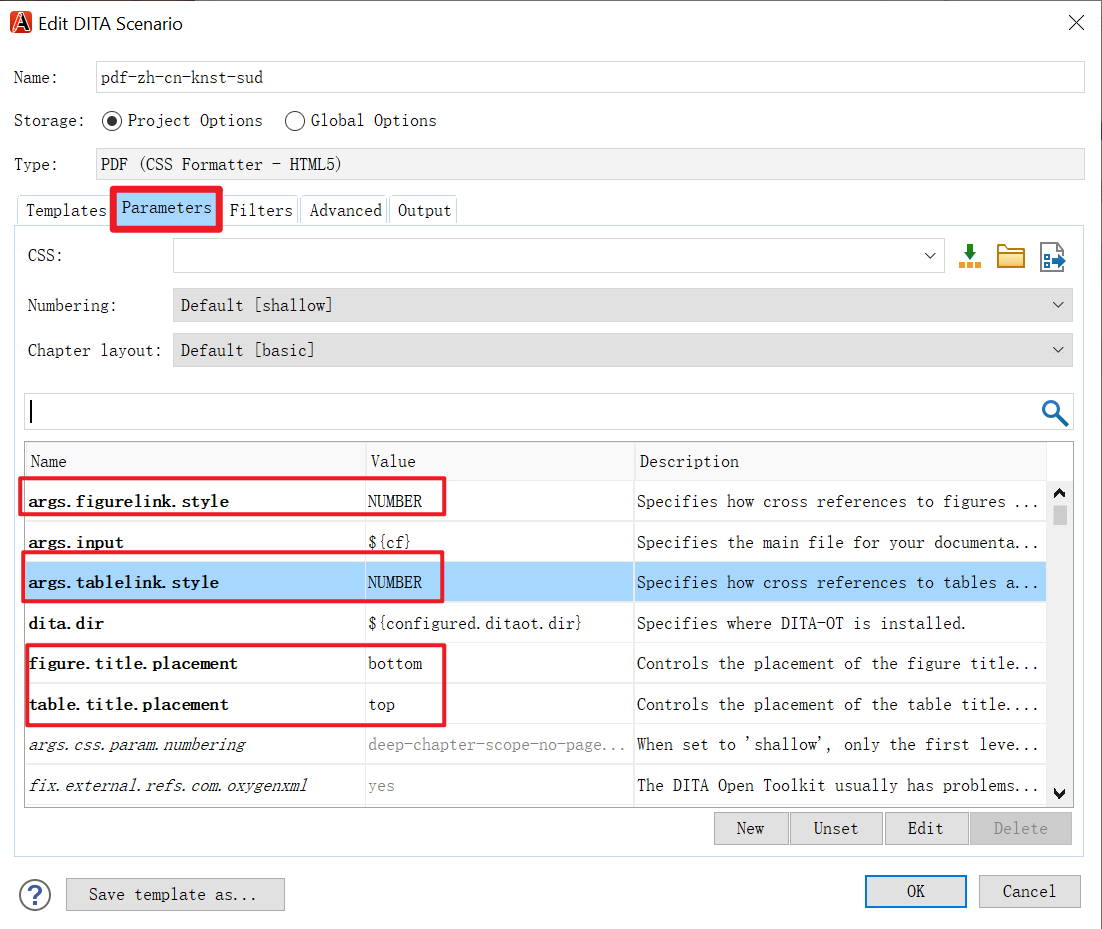 Edit DITA Scenario
Name: pdf-zh-cn-knst-sud
Storage: Project Options Global Options
Type: PDF (CSS Formatter - HTML5)
Templates Parameters Filters Advanced Output
CSS:
Numbering: Default [shallow]
Chapter layout: Default [basic]
Name Value Description
args.figurelink.style NUMBER Specifies how cross references to figures ...
args.input ${cf} Specifies the main file for your documenta...
args.tablelink.style NUMBER Specifies how cross references to tables a...
dita.dir ${configured.ditaot.dir} Specifies where DITA-OT is installed.
figure.title.placement bottom Controls the placement of the figure title...
table.title.placement top Controls the placement of the table title....
args.css.param.numbering deep-chapter-scope-no-page... When set to 'shallow', only the first leve...
fix.external.refs.com.oxygenxml yes The DITA Open Toolkit usually has problems...
New Unset Edit Delete
? Save template as... OK Cancel